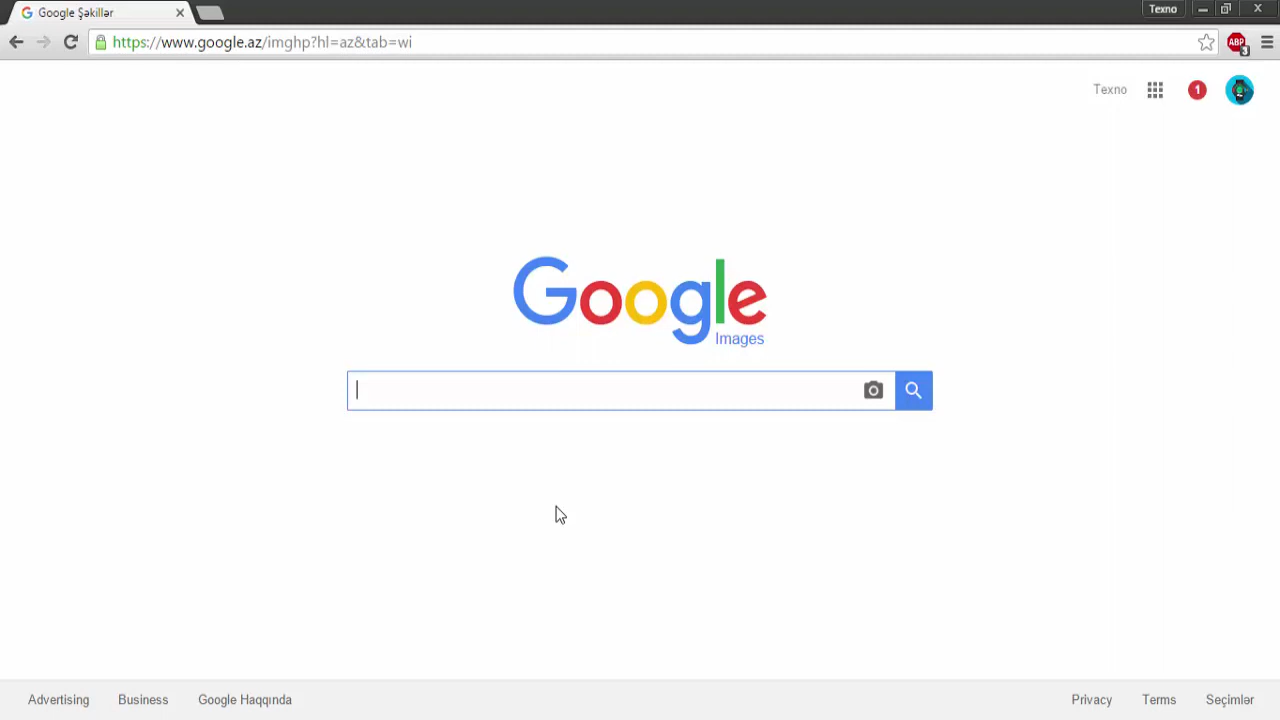 Google Şəkillər
Texno
https://www.google.az/imghp?hl=az&tab=wi
ABP
3
Texno
1
Google
Images
Advertising
Business
Google Haqqında
Privacy
Terms
Seçimlər